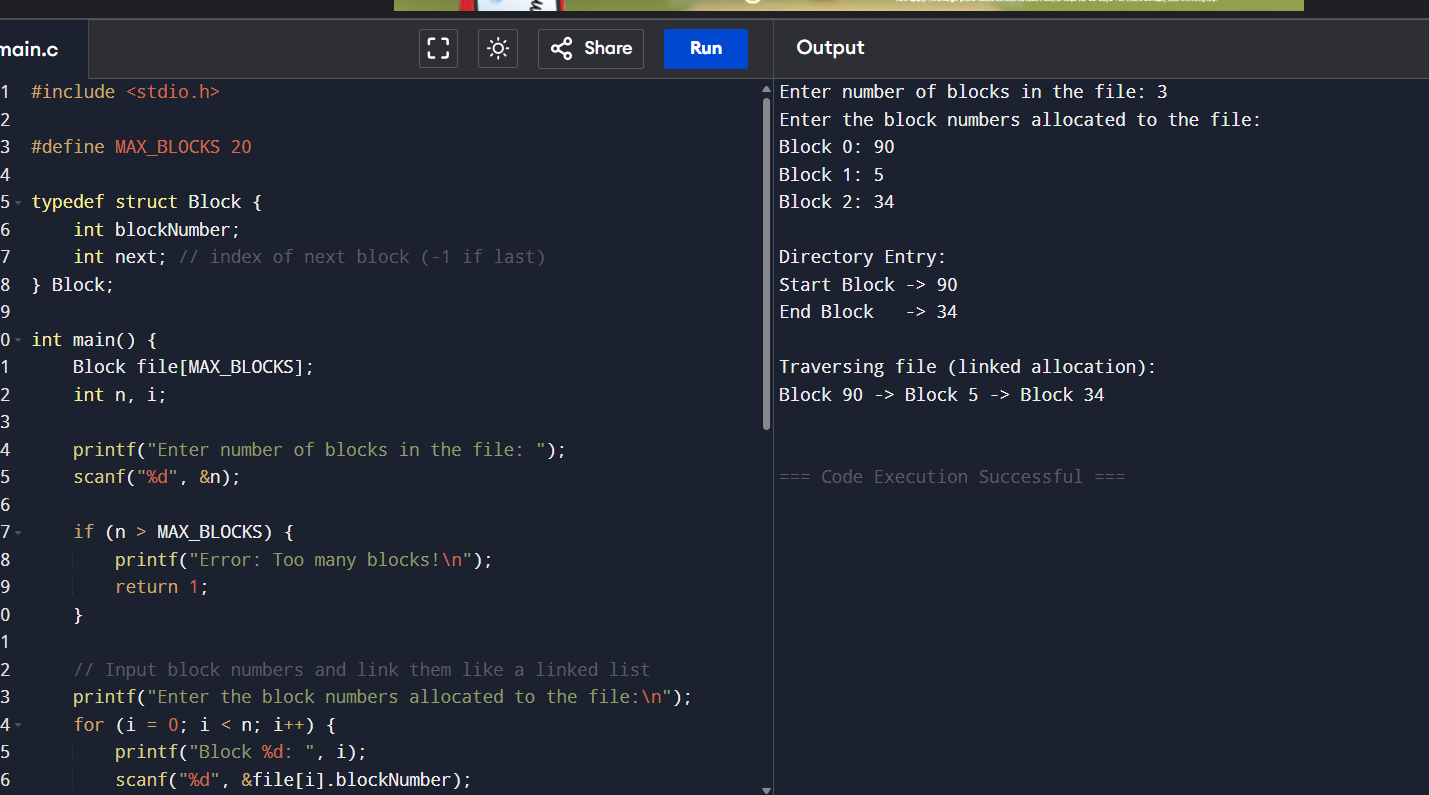 main.c
Share
Run
Output
1 #include <stdio.h>
2
3 #define MAX_BLOCKS 20
4
5 typedef struct Block {
6 int blockNumber;
7 int next; // index of next block (-1 if last)
8 } Block;
9
0 int main() {
1 Block file[MAX_BLOCKS];
2 int n, i;
3
4 printf("Enter number of blocks in the file: ");
5 scanf("%d", &n);
6
7 if (n > MAX_BLOCKS) {
8 printf("Error: Too many blocks!\n");
9 return 1;
0 }
1
2 // Input block numbers and link them like a linked list
3 printf("Enter the block numbers allocated to the file:\n");
4 for (i = 0; i < n; i++) {
5 printf("Block %d: ", i);
6 scanf("%d", &file[i].blockNumber);
Enter number of blocks in the file: 3
Enter the block numbers allocated to the file:
Block 0: 90
Block 1: 5
Block 2: 34
Directory Entry:
Start Block -> 90
End Block -> 34
Traversing file (linked allocation):
Block 90 -> Block 5 -> Block 34
=== Code Execution Successful ===